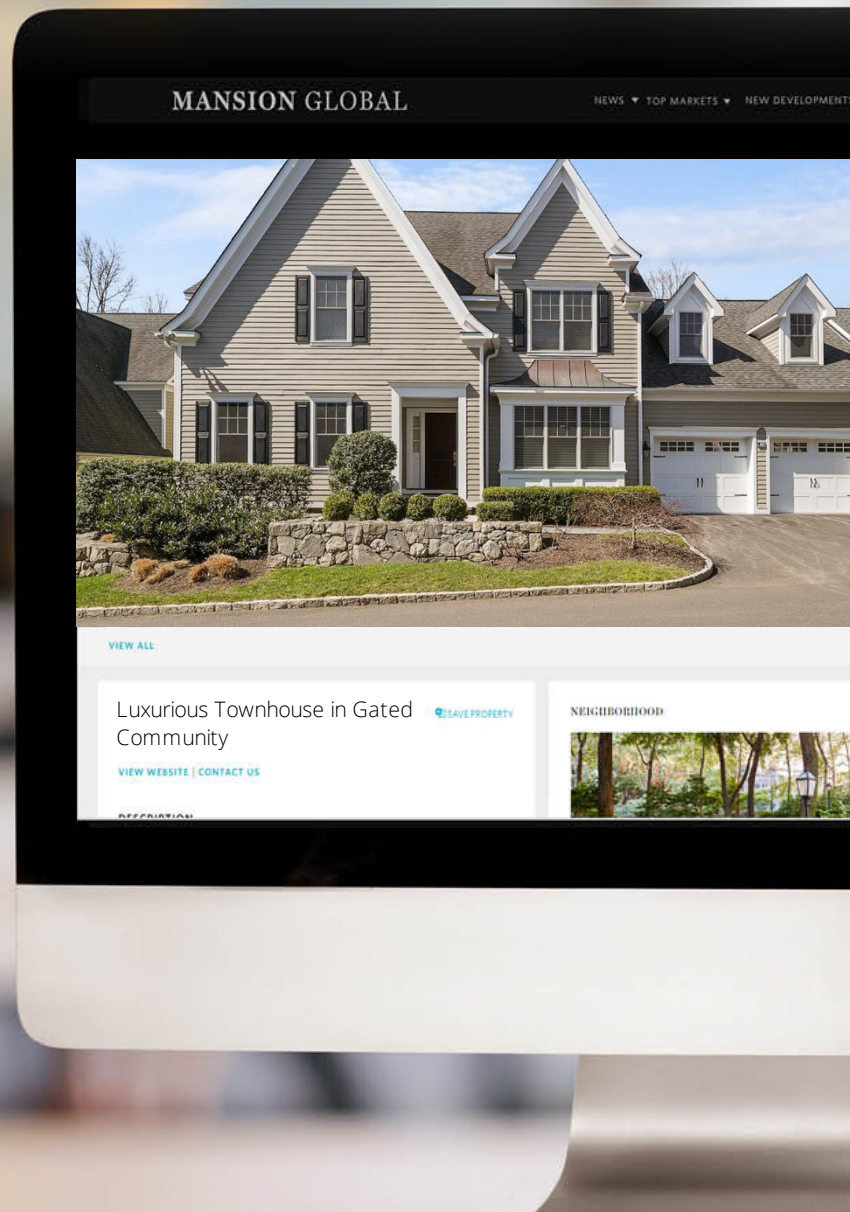 MANSION GLOBAL
NEWS TOP MARKETS NEW DEVELOPMENTS
VIEW ALL
Luxurious Townhouse in Gated
Community
SAVE PROPERTY
VIEW WEBSITE | CONTACT US
DESCRIPTION
NEIGHBORHOOD